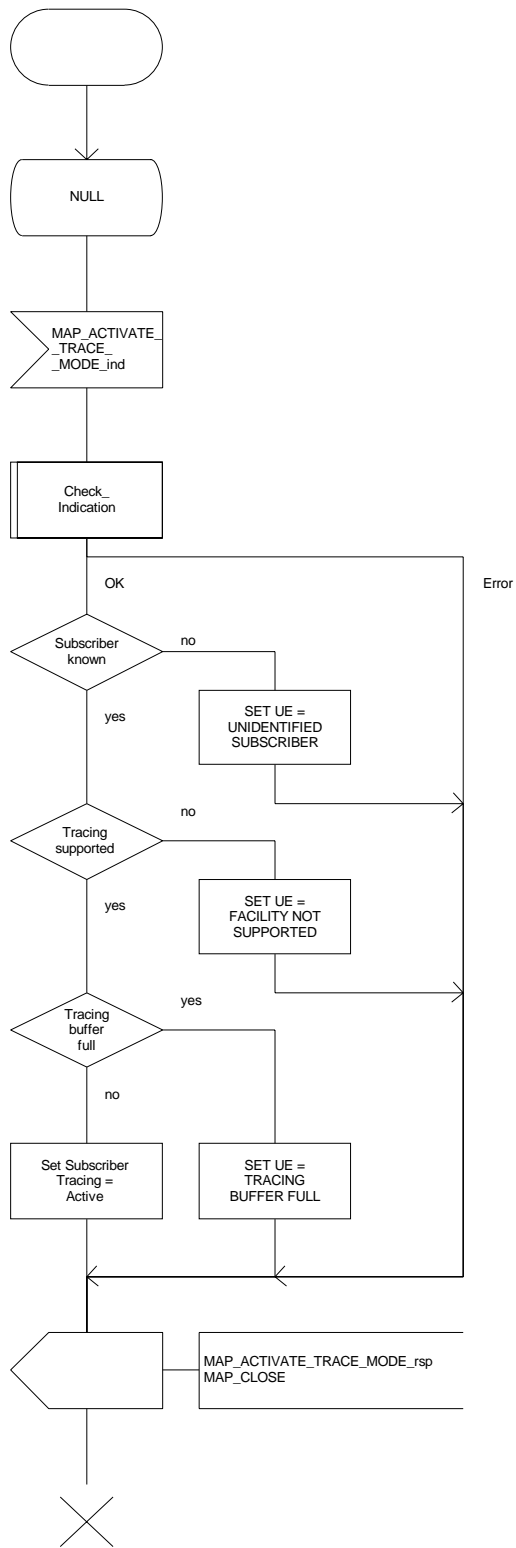 NULL
MAP_ACTIVATE_
_TRACE_
_MODE_ind
Check_
Indication
OK
Error
Subscriber
known
no
yes
SET UE =
UNIDENTIFIED
SUBSCRIBER
Tracing
supported
no
yes
SET UE =
FACILITY NOT
SUPPORTED
Tracing
buffer
full
yes
no
Set Subscriber
Tracing =
Active
SET UE =
TRACING
BUFFER FULL
MAP_ACTIVATE_TRACE_MODE_rsp
MAP_CLOSE